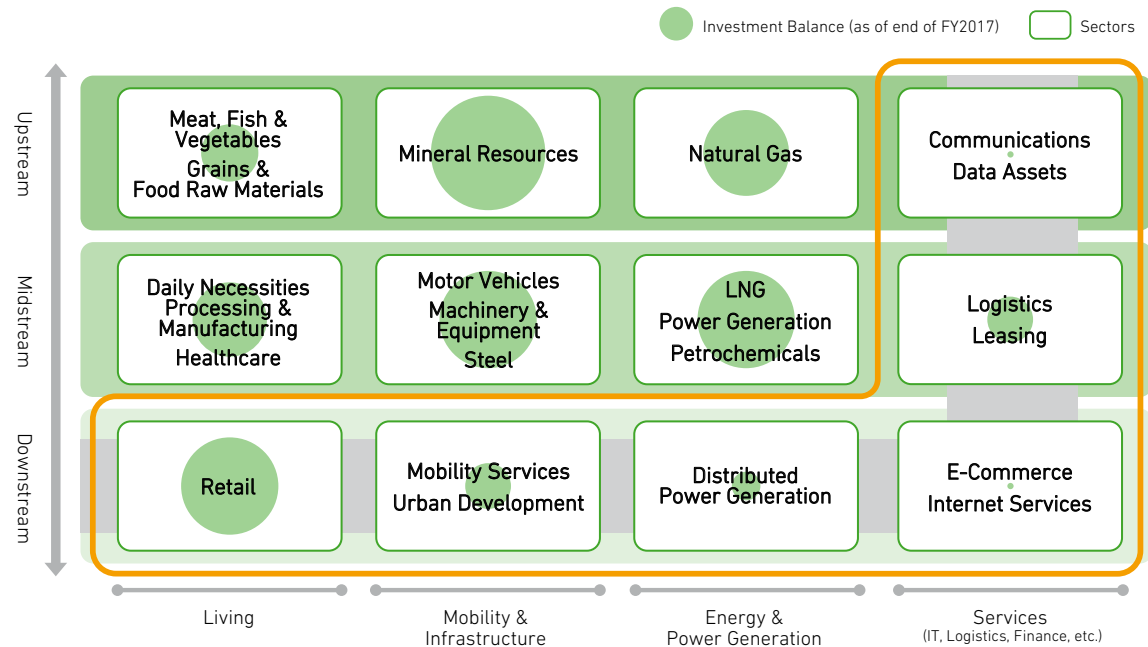 Investment Balance (as of end of FY2017)
Sectors
Upstream
Meat, Fish &
Vegetables
Grains &
Food Raw Materials
Mineral Resources
Natural Gas
Communications
Data Assets
Midstream
Daily Necessities
Processing &
Manufacturing
Healthcare
Motor Vehicles
Machinery &
Equipment
Steel
LNG
Power Generation
Petrochemicals
Logistics
Leasing
Downstream
Retail
Mobility Services
Urban Development
Distributed
Power Generation
E-Commerce
Internet Services
Living
Mobility &
Infrastructure
Energy &
Power Generation
Services
(IT, Logistics, Finance, etc.)